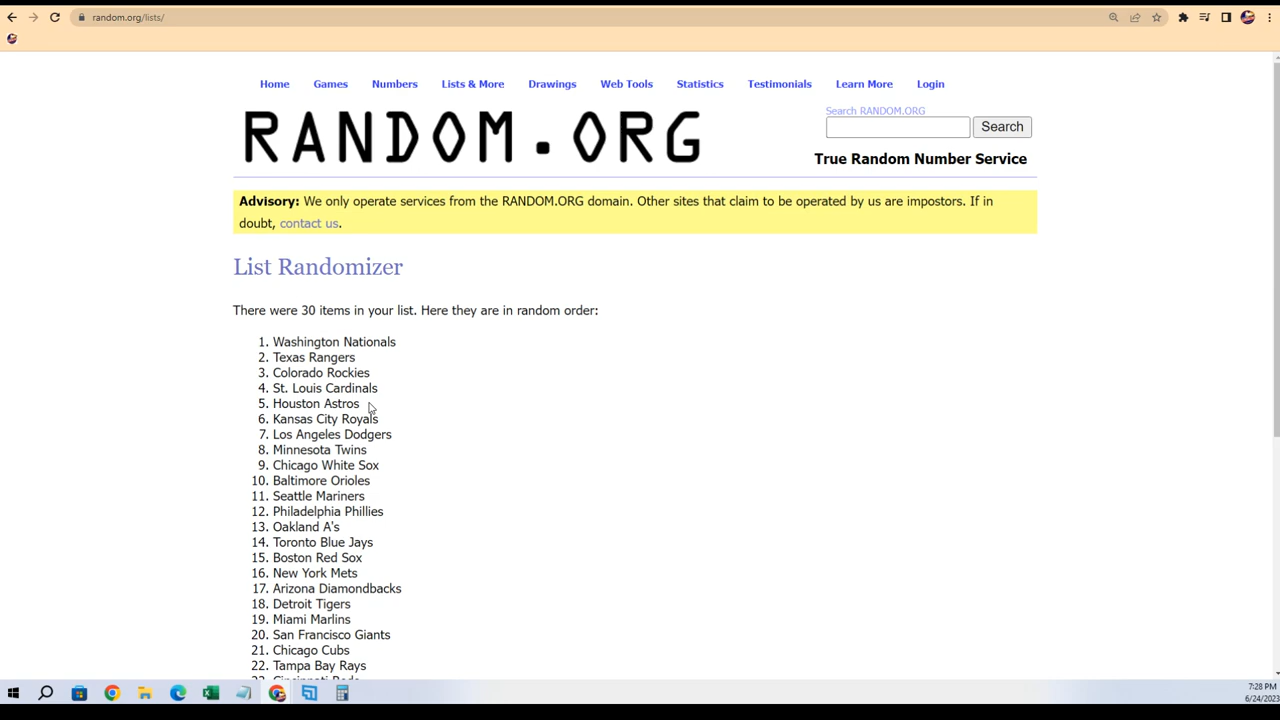 random.org/lists/
Home Games Numbers Lists & More Drawings Web Tools Statistics Testimonials Learn More Login
RANDOM.ORG
Search RANDOM.ORG
Search
True Random Number Service
Advisory: We only operate services from the RANDOM.ORG domain. Other sites that claim to be operated by us are impostors. If in
doubt, contact us.
List Randomizer
There were 30 items in your list. Here they are in random order:
1. Washington Nationals
2. Texas Rangers
3. Colorado Rockies
4. St. Louis Cardinals
5. Houston Astros
6. Kansas City Royals
7. Los Angeles Dodgers
8. Minnesota Twins
9. Chicago White Sox
10. Baltimore Orioles
11. Seattle Mariners
12. Philadelphia Phillies
13. Oakland A's
14. Toronto Blue Jays
15. Boston Red Sox
16. New York Mets
17. Arizona Diamondbacks
18. Detroit Tigers
19. Miami Marlins
20. San Francisco Giants
21. Chicago Cubs
22. Tampa Bay Rays
23. Cincinnati Reds
7:28 PM
6/24/2023